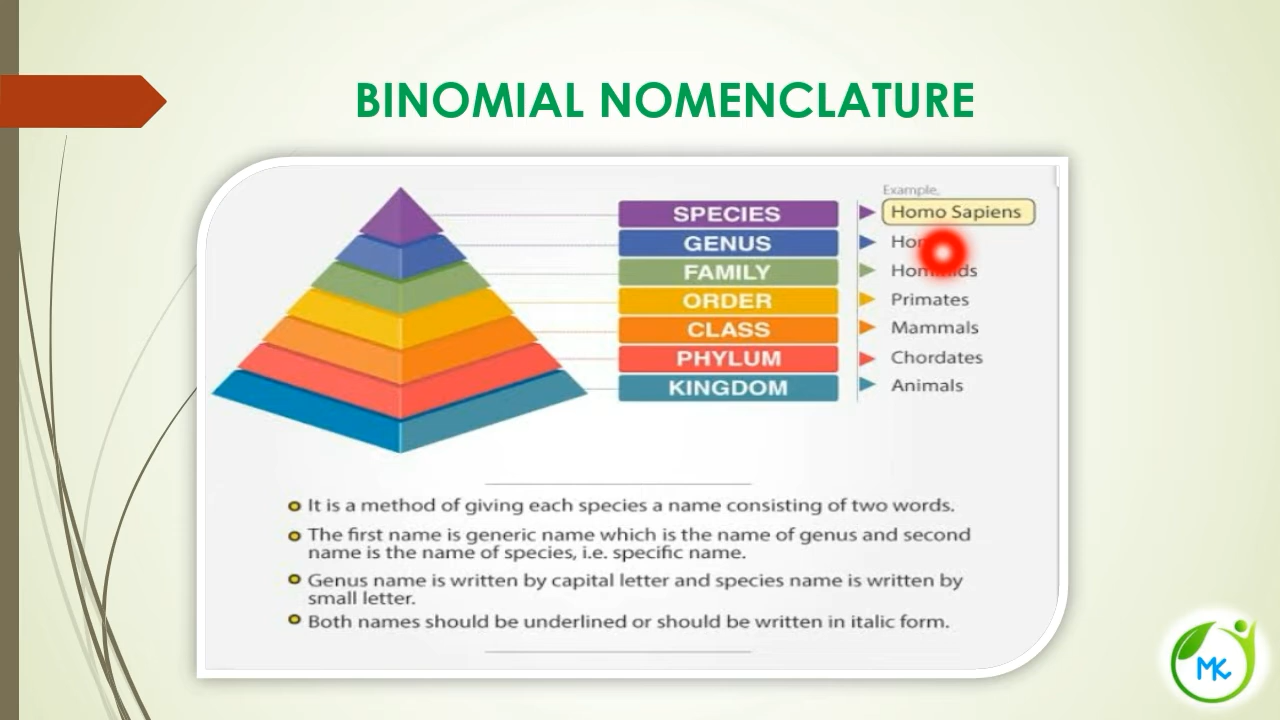 BINOMIAL NOMENCLATURE
Example,
SPECIES Homo Sapiens
GENUS
FAMILY
ORDER Primates
CLASS Mammals
PHYLUM Chordates
KINGDOM Animals
It is a method of giving each species a name consisting of two words.
The first name is generic name which is the name of genus and second
name is the name of species, i.e. specific name.
Genus name is written by capital letter and species name is written by
small letter.
Both names should be underlined or should be written in italic form.
MK